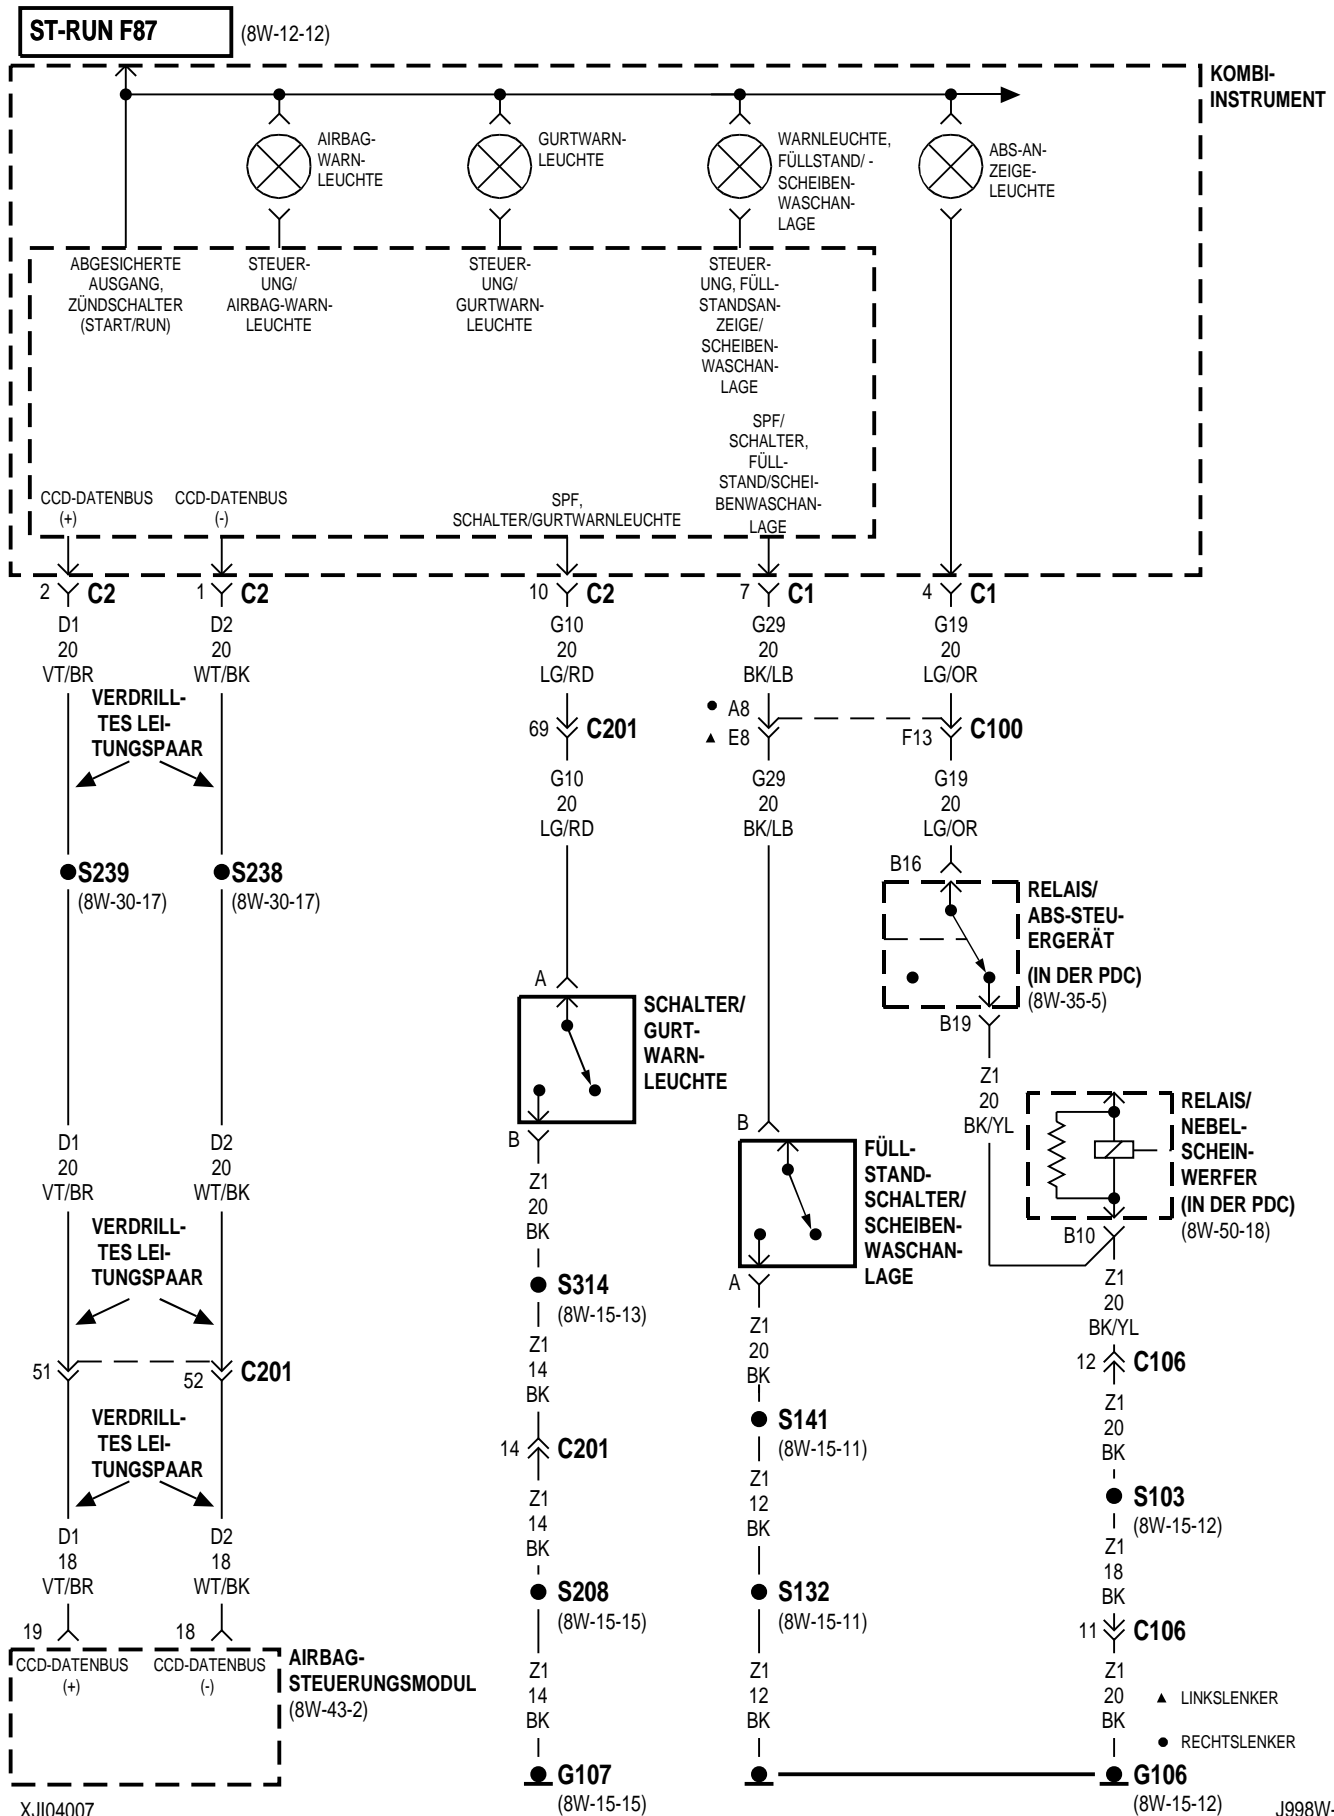 ST-RUN F87
(8W-12-12)
KOMBI-
INSTRUMENT
AIRBAG-
WARN-
LEUCHTE
GURTWARN-
LEUCHTE
WARNLEUCHTE,
FÜLLSTAND/ -
SCHEIBEN-
WASCHAN-
LAGE
ABS-AN-
ZEIGE-
LEUCHTE
ABGESICHERTE
AUSGANG,
ZÜNDSCHALTER
(START/RUN)
STEUER-
UNG/
AIRBAG-WARN-
LEUCHTE
STEUER-
UNG/
GURTWARN-
LEUCHTE
STEUER-
UNG, FÜLL-
STANDSAN-
ZEIGE/
SCHEIBEN-
WASCHAN-
LAGE
CCD-DATENBUS
(+)
CCD-DATENBUS
(-)
SPF,
SCHALTER/GURTWARNLEUCHTE
SPF/
SCHALTER,
FÜLL-
STAND/SCHEI-
BENWASCHAN-
LAGE
2 C2
1 C2
10 C2
7 C1
4 C1
D1
20
VT/BR
D2
20
WT/BK
G10
20
LG/RD
G29
20
BK/LB
G19
20
LG/OR
VERDRILL-
TES LEI-
TUNGSPAAR
69 C201
A8
E8
F13 C100
G10
20
LG/RD
G29
20
BK/LB
G19
20
LG/OR
S239
(8W-30-17)
S238
(8W-30-17)
B16
RELAIS/
ABS-STEU-
ERGERÄT
(IN DER PDC)
(8W-35-5)
B19
A
SCHALTER/
GURT-
WARN-
LEUCHTE
B
Z1
20
BK/YL
RELAIS/
NEBEL-
SCHEIN-
WERFER
(IN DER PDC)
(8W-50-18)
B10
B
FÜLL-
STAND-
SCHALTER/
SCHEIBEN-
WASCHAN-
LAGE
A
D1
20
VT/BR
D2
20
WT/BK
VERDRILL-
TES LEI-
TUNGSPAAR
Z1
20
BK
S314
(8W-15-13)
Z1
14
BK
14 C201
Z1
14
BK
S208
(8W-15-15)
Z1
14
BK
G107
(8W-15-15)
Z1
20
BK
S141
(8W-15-11)
Z1
12
BK
S132
(8W-15-11)
Z1
12
BK
Z1
20
BK/YL
12 C106
Z1
20
BK
S103
(8W-15-12)
Z1
18
BK
11 C106
Z1
20
BK
G106
(8W-15-12)
51
52 C201
VERDRILL-
TES LEI-
TUNGSPAAR
D1
18
VT/BR
D2
18
WT/BK
19
18
CCD-DATENBUS
(+)
CCD-DATENBUS
(-)
AIRBAG-
STEUERUNGSMODUL
(8W-43-2)
LINKSLENKER
RECHTSLENKER
XJI04007
J998W-